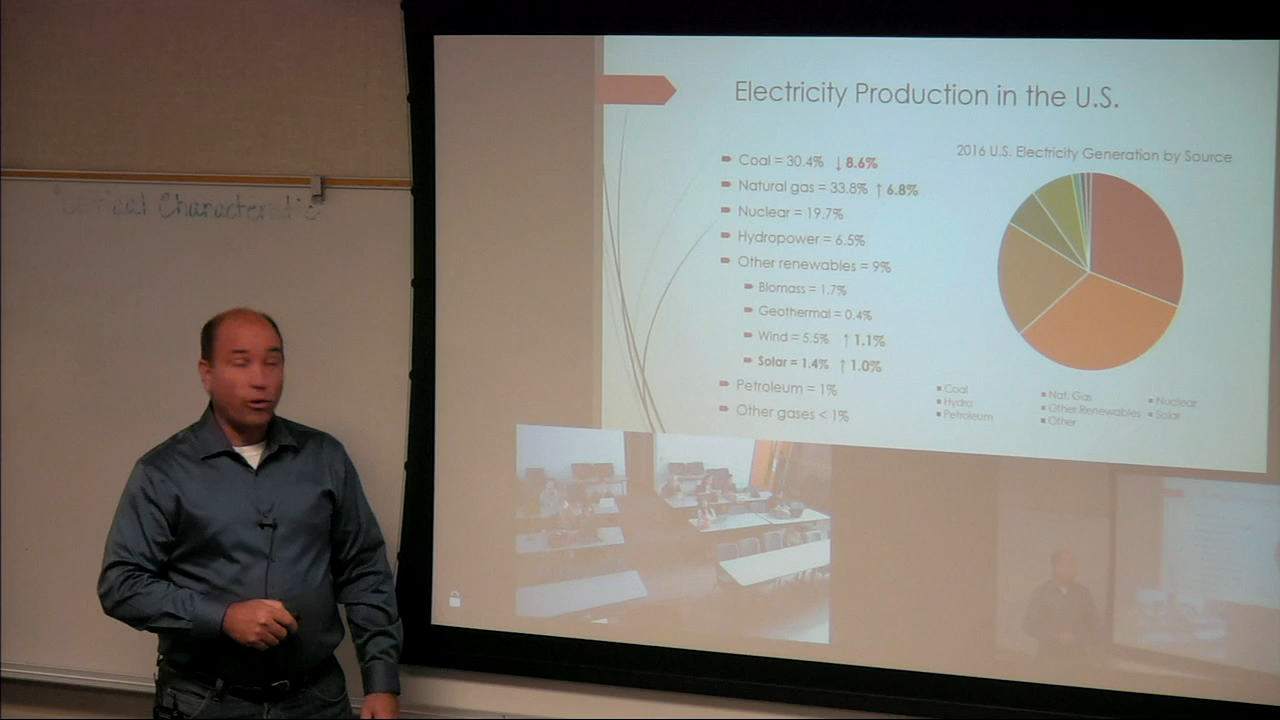 Characteristic
Electricity Production in the U.S.
Coal = 30.4% ↓ 8.6%
Natural gas = 33.8% ↑ 6.8%
Nuclear = 19.7%
Hydropower = 6.5%
Other renewables = 9%
Biomass = 1.7%
Geothermal = 0.4%
Wind = 5.5% ↑ 1.1%
Solar = 1.4% ↑ 1.0%
Petroleum = 1%
Other gases < 1%
2016 U.S. Electricity Generation by Source
Coal Nat. Gas Nuclear
Hydro Other Renewables Solar
Petroleum Other